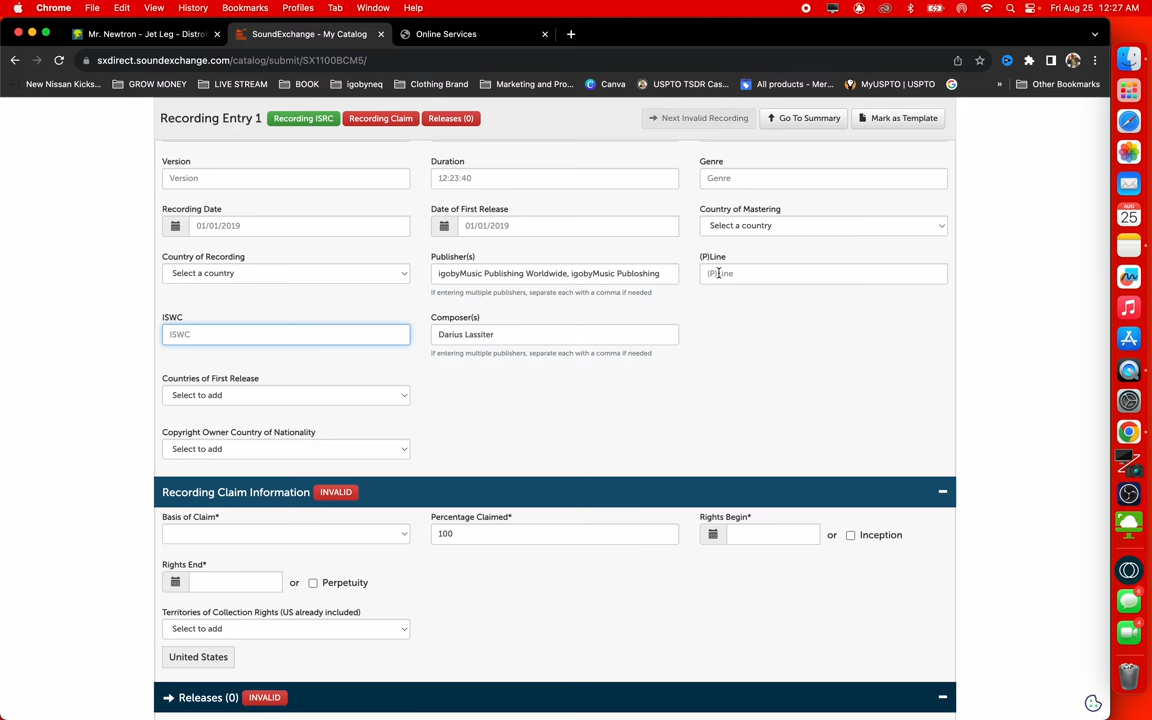 Chrome File Edit View History Bookmarks Profiles Tab Window Help Fri Aug 25 12:27 AM
Mr. Newtron - Jet Leg - Distro SoundExchange - My Catalog Online Services
sxdirect.soundexchange.com/catalog/submit/SX1100BCM5/
New Nissan Kicks... GROW MONEY LIVE STREAM BOOK igobyneq Clothing Brand Marketing and Pro... Canva USPTO TSDR Cas... All products - Mer... MyUSPTO | USPTO » Other Bookmarks
Recording Entry 1 Recording ISRC Recording Claim Releases (0) Next Invalid Recording Go To Summary Mark as Template
Version Duration Genre
Version 12:23:40 Genre
Recording Date Date of First Release Country of Mastering
01/01/2019 01/01/2019 Select a country
Country of Recording Publisher(s) (P)Line
Select a country igobyMusic Publishing Worldwide, igobyMusic Publoshing (P)Line
If entering multiple publishers, separate each with a comma if needed
ISWC Composer(s)
ISWC Darius Lassiter
If entering multiple publishers, separate each with a comma if needed
Countries of First Release
Select to add
Copyright Owner Country of Nationality
Select to add
Recording Claim Information INVALID
Basis of Claim* Percentage Claimed* Rights Begin*
100 or Inception
Rights End*
or Perpetuity
Territories of Collection Rights (US already included)
Select to add
United States
Releases (0) INVALID
AUG
25
6
4